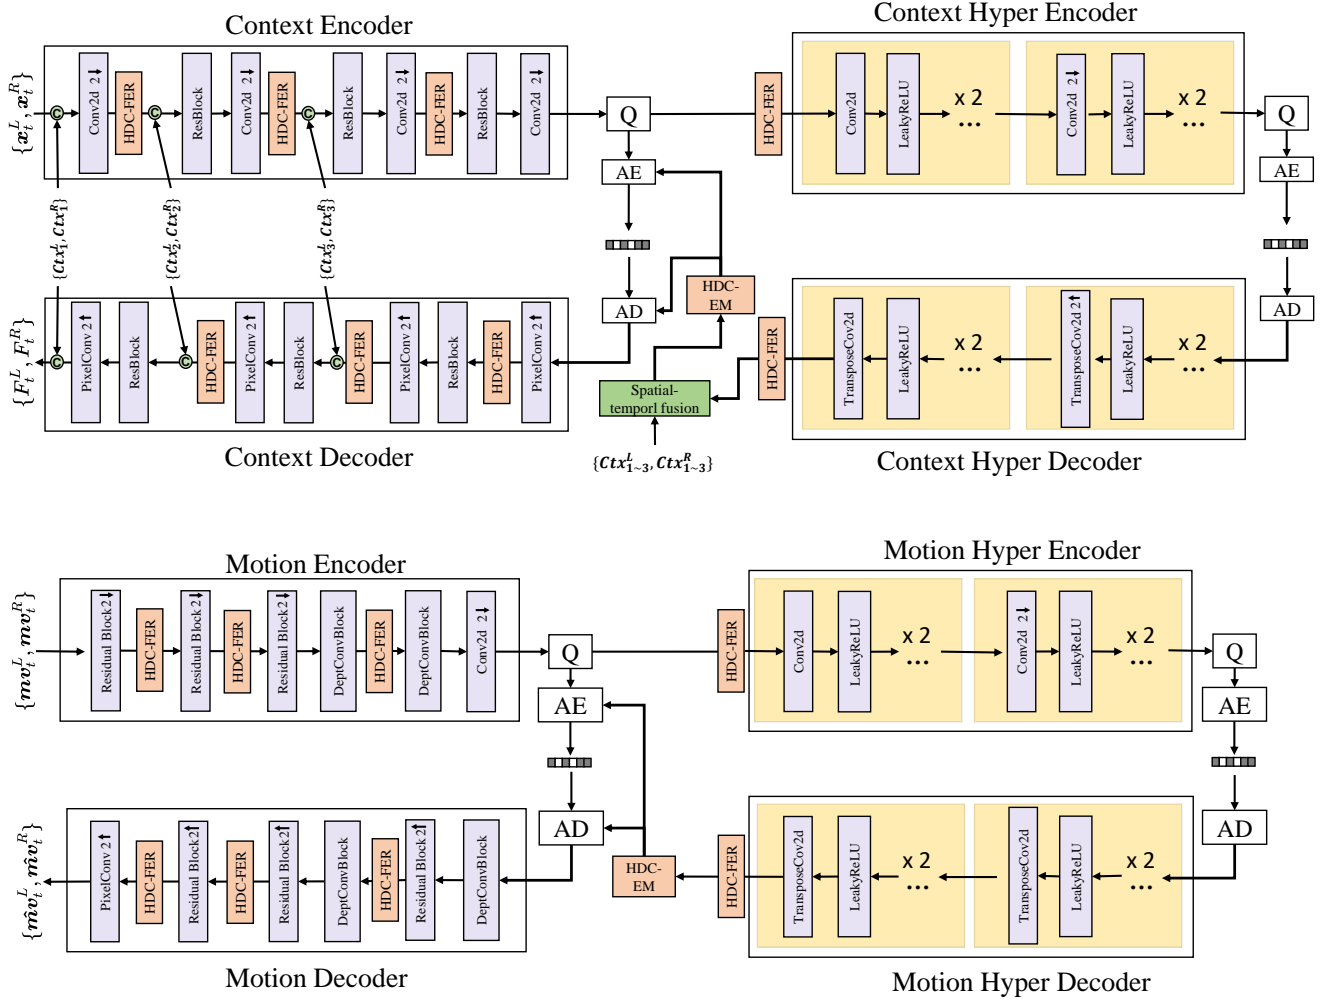 Context Encoder
Context Hyper Encoder
{x_t^L, x_t^R}
C
Conv2d 2↓
HDC-FER
C
ResBlock
Conv2d 2↓
HDC-FER
C
ResBlock
Conv2d 2↓
HDC-FER
ResBlock
Conv2d 2↓
Q
AE
HDC-FER
Conv2d
LeakyReLU
x 2
...
Conv2d 2↓
LeakyReLU
x 2
...
Q
AE
{Ctx_1^L, Ctx_1^R}
{Ctx_2^L, Ctx_2^R}
{Ctx_3^L, Ctx_3^R}
{F_t^L, F_t^R}
C
PixelConv 2↑
ResBlock
C
HDC-FER
PixelConv 2↑
ResBlock
C
HDC-FER
PixelConv 2↑
ResBlock
HDC-FER
PixelConv 2↑
AD
HDC-
EM
Spatial-
temporl fusion
{Ctx_{1~3}^L, Ctx_{1~3}^R}
HDC-FER
TransposeCov2d
LeakyReLU
x 2
...
TransposeCov2d 2↑
LeakyReLU
x 2
...
AD
Context Decoder
Context Hyper Decoder
Motion Encoder
Motion Hyper Encoder
{mv_t^L, mv_t^R}
Residual Block2↓
HDC-FER
Residual Block2↓
HDC-FER
Residual Block2↓
DeptConvBlock
HDC-FER
DeptConvBlock
Conv2d 2↓
Q
AE
HDC-FER
Conv2d
LeakyReLU
x 2
...
Conv2d 2↓
LeakyReLU
x 2
...
Q
AE
{m̂v_t^L, m̂v_t^R}
PixelConv 2↑
HDC-FER
Residual Block2↑
HDC-FER
Residual Block2↑
DeptConvBlock
HDC-FER
Residual Block2↑
DeptConvBlock
AD
HDC-
EM
HDC-FER
TransposeCov2d
LeakyReLU
x 2
...
TransposeCov2d 2↑
LeakyReLU
x 2
...
AD
Motion Decoder
Motion Hyper Decoder